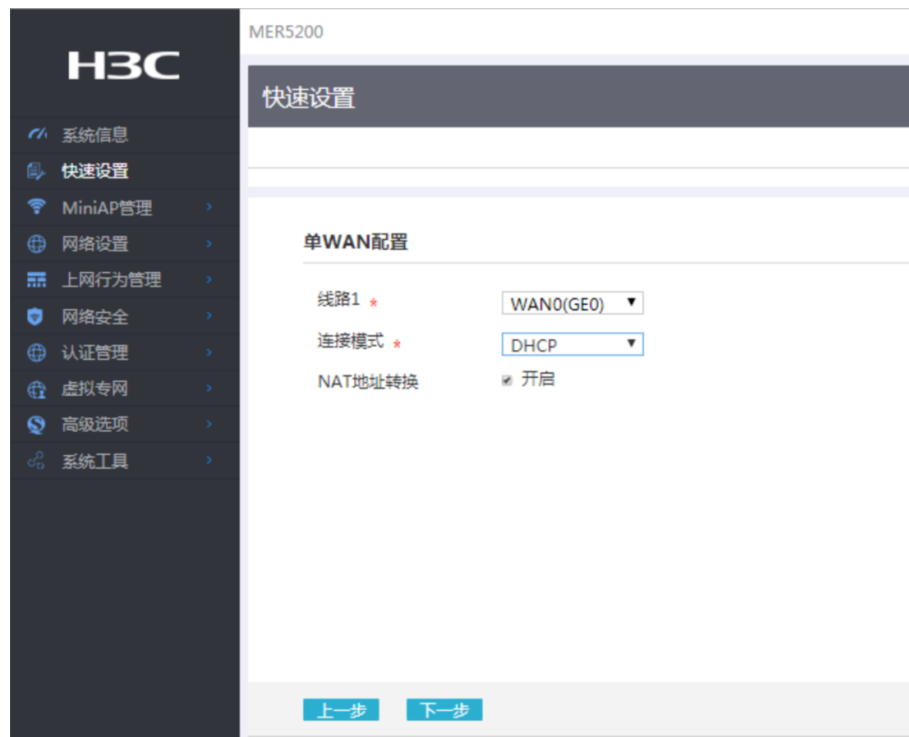 H3C
系统信息
快速设置
MiniAP管理
网络设置
上网行为管理
网络安全
认证管理
虚拟专网
高级选项
系统工具
MER5200
快速设置
单WAN配置
线路1 * WAN0(GE0)
连接模式 * DHCP
NAT地址转换 开启
上一步 下一步